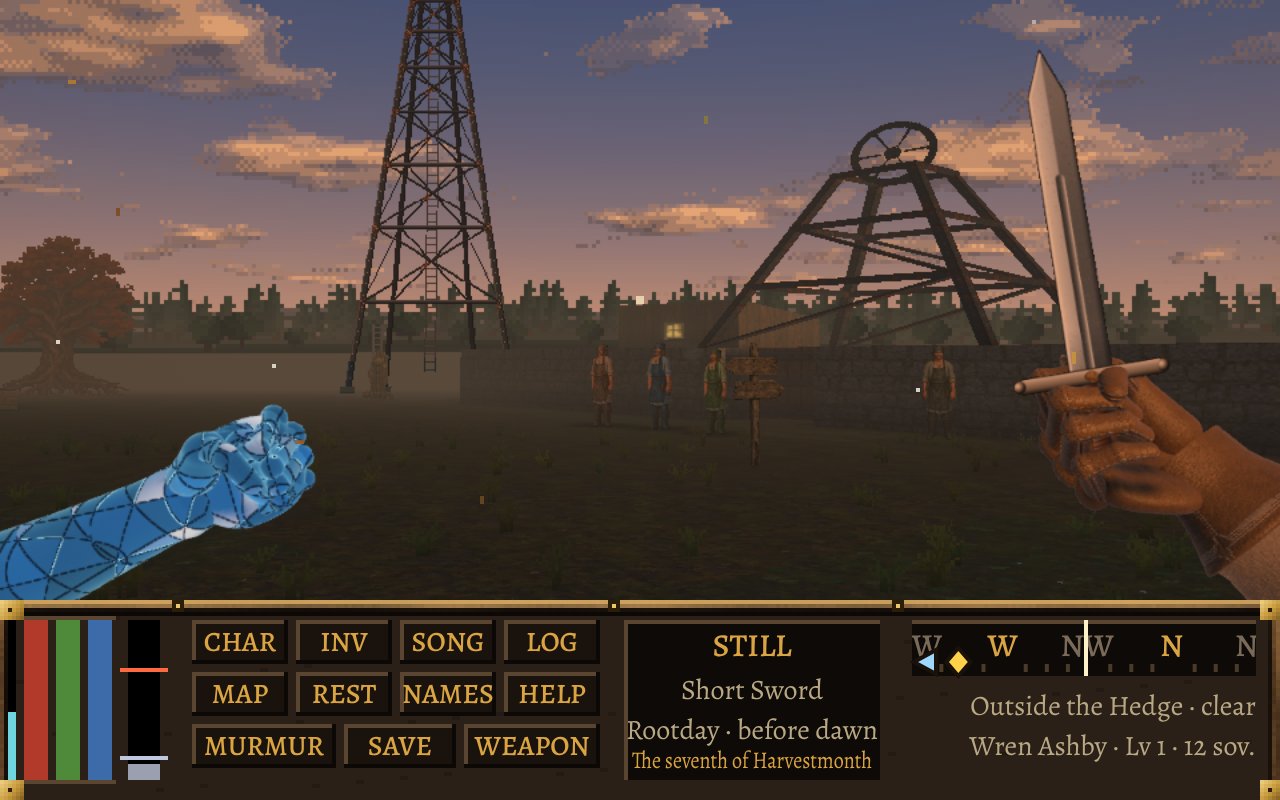 CHAR INV SONG LOG
MAP REST NAMES HELP
MURMUR SAVE WEAPON
STILL
Short Sword
Rootday · before dawn
The seventh of Harvestmonth
W W NW N N
Outside the Hedge · clear
Wren Ashby · Lv 1 · 12 sov.